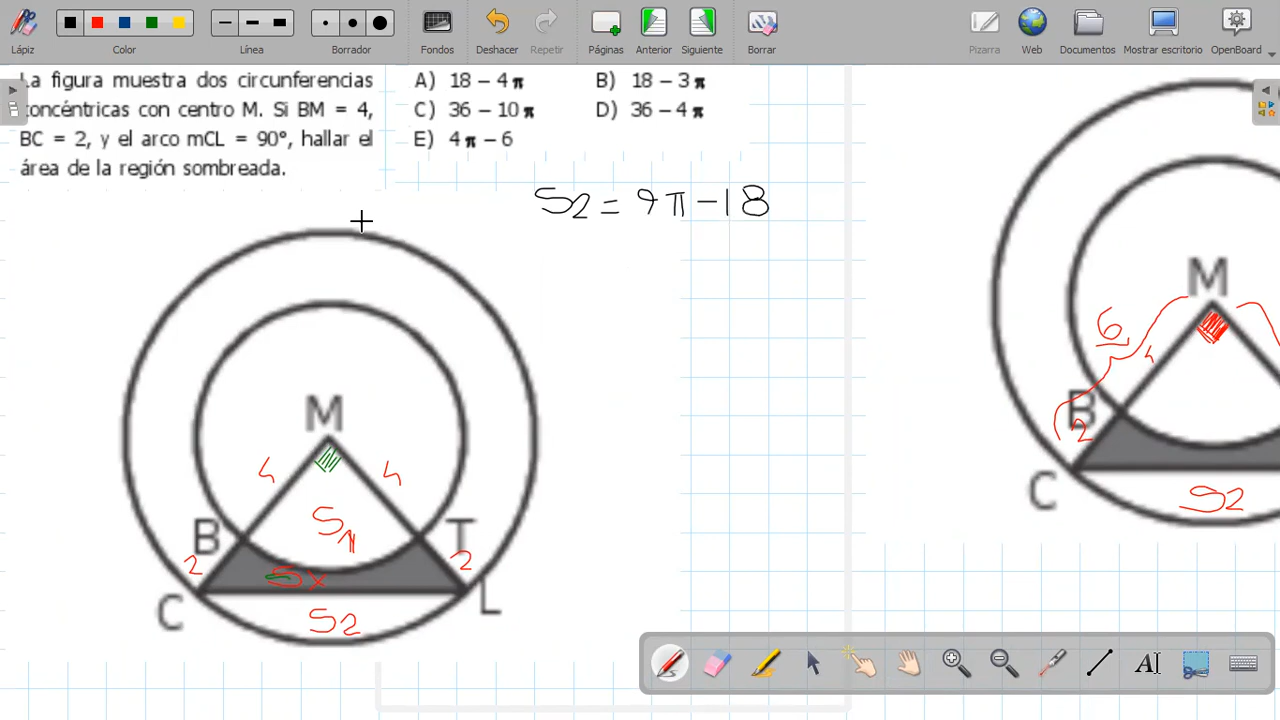 Lápiz
Color
Línea
Borrador
Fondos
Deshacer
Repetir
Páginas
Anterior
Siguiente
Borrar
Pizarra
Web
Documentos
Mostrar escritorio
OpenBoard
La figura muestra dos circunferencias
concéntricas con centro M. Si BM = 4,
BC = 2, y el arco mCL = 90°, hallar el
área de la región sombreada.
A) 18 – 4π B) 18 – 3π
C) 36 – 10π D) 36 – 4π
E) 4π – 6
S2 = 9π – 18
M
4 4
B S1 T
2 Sx 2
C S2 L
M
6
4
B
2
C S2
AI